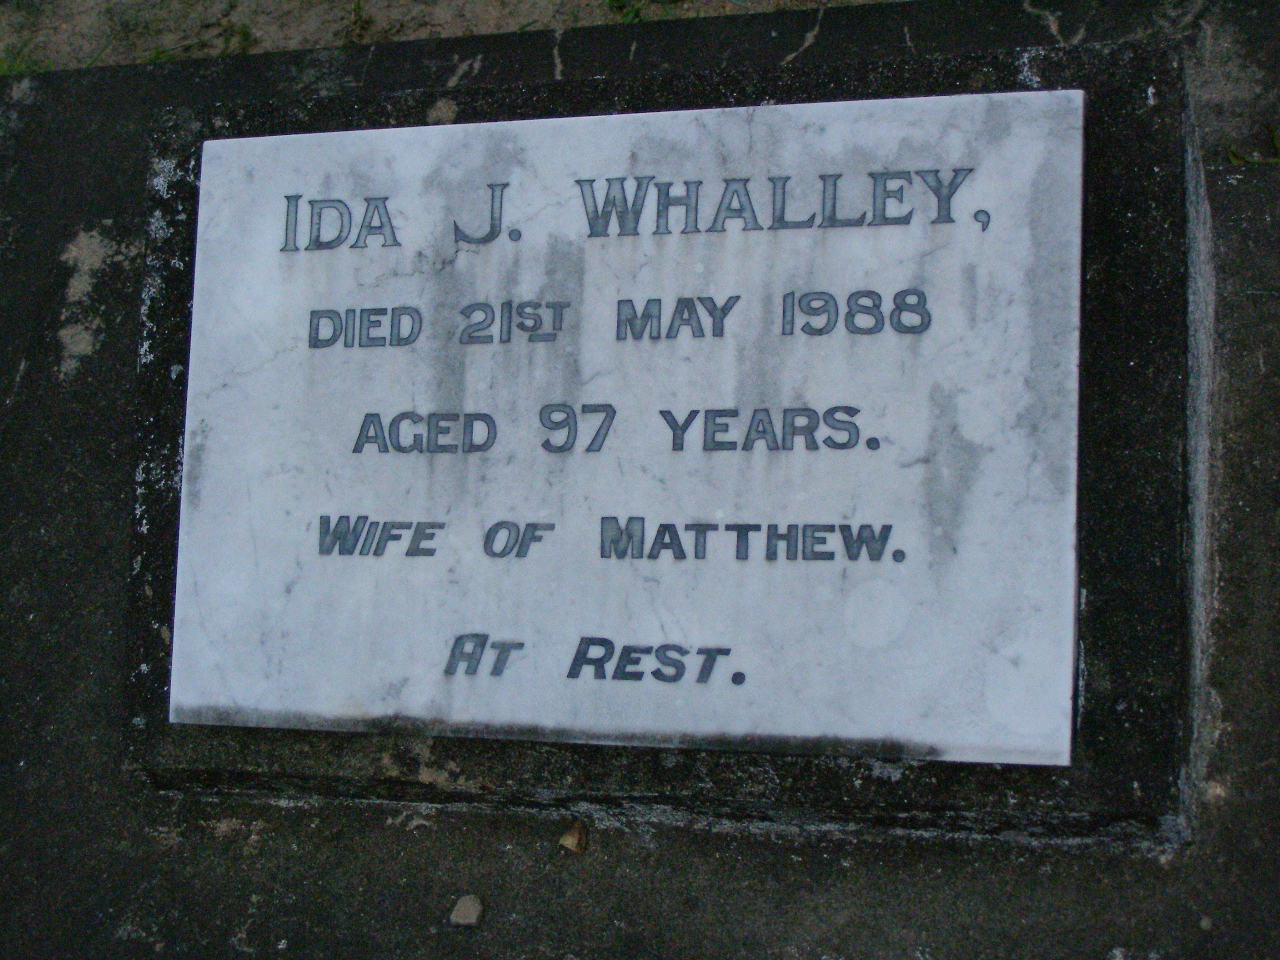 IDA J. WHALLEY,
DIED 21ST MAY 1988
AGED 97 YEARS.
WIFE OF MATTHEW.
AT REST.